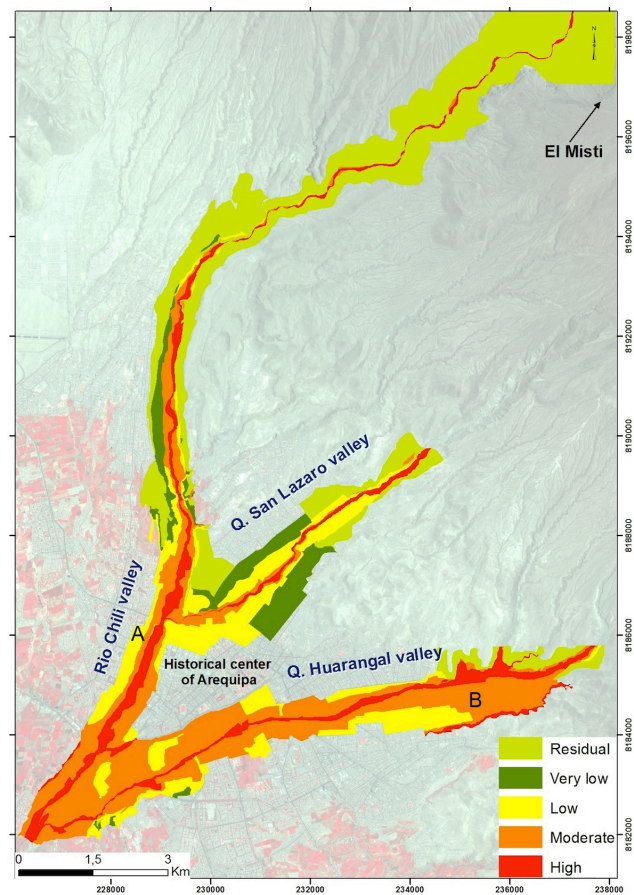 8198000
N
El Misti
8196000
8194000
8192000
8190000
Q. San Lazaro valley
8188000
Rio Chili valley
A
8186000
Historical center
of Arequipa
Q. Huarangal valley
B
8184000
Residual
Very low
Low
Moderate
High
8182000
0 1,5 3
Km
228000 230000 232000 234000 236000 238000